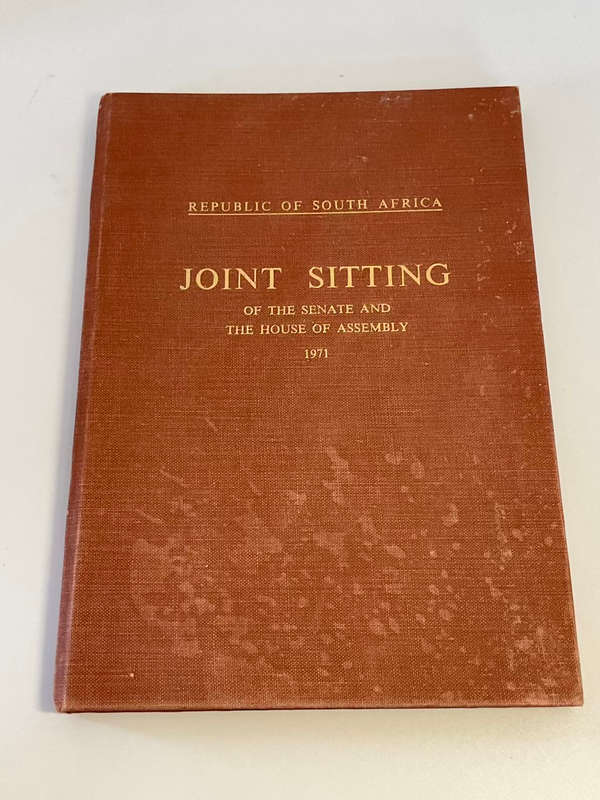 REPUBLIC OF SOUTH AFRICA
JOINT SITTING
OF THE SENATE AND
THE HOUSE OF ASSEMBLY
1971